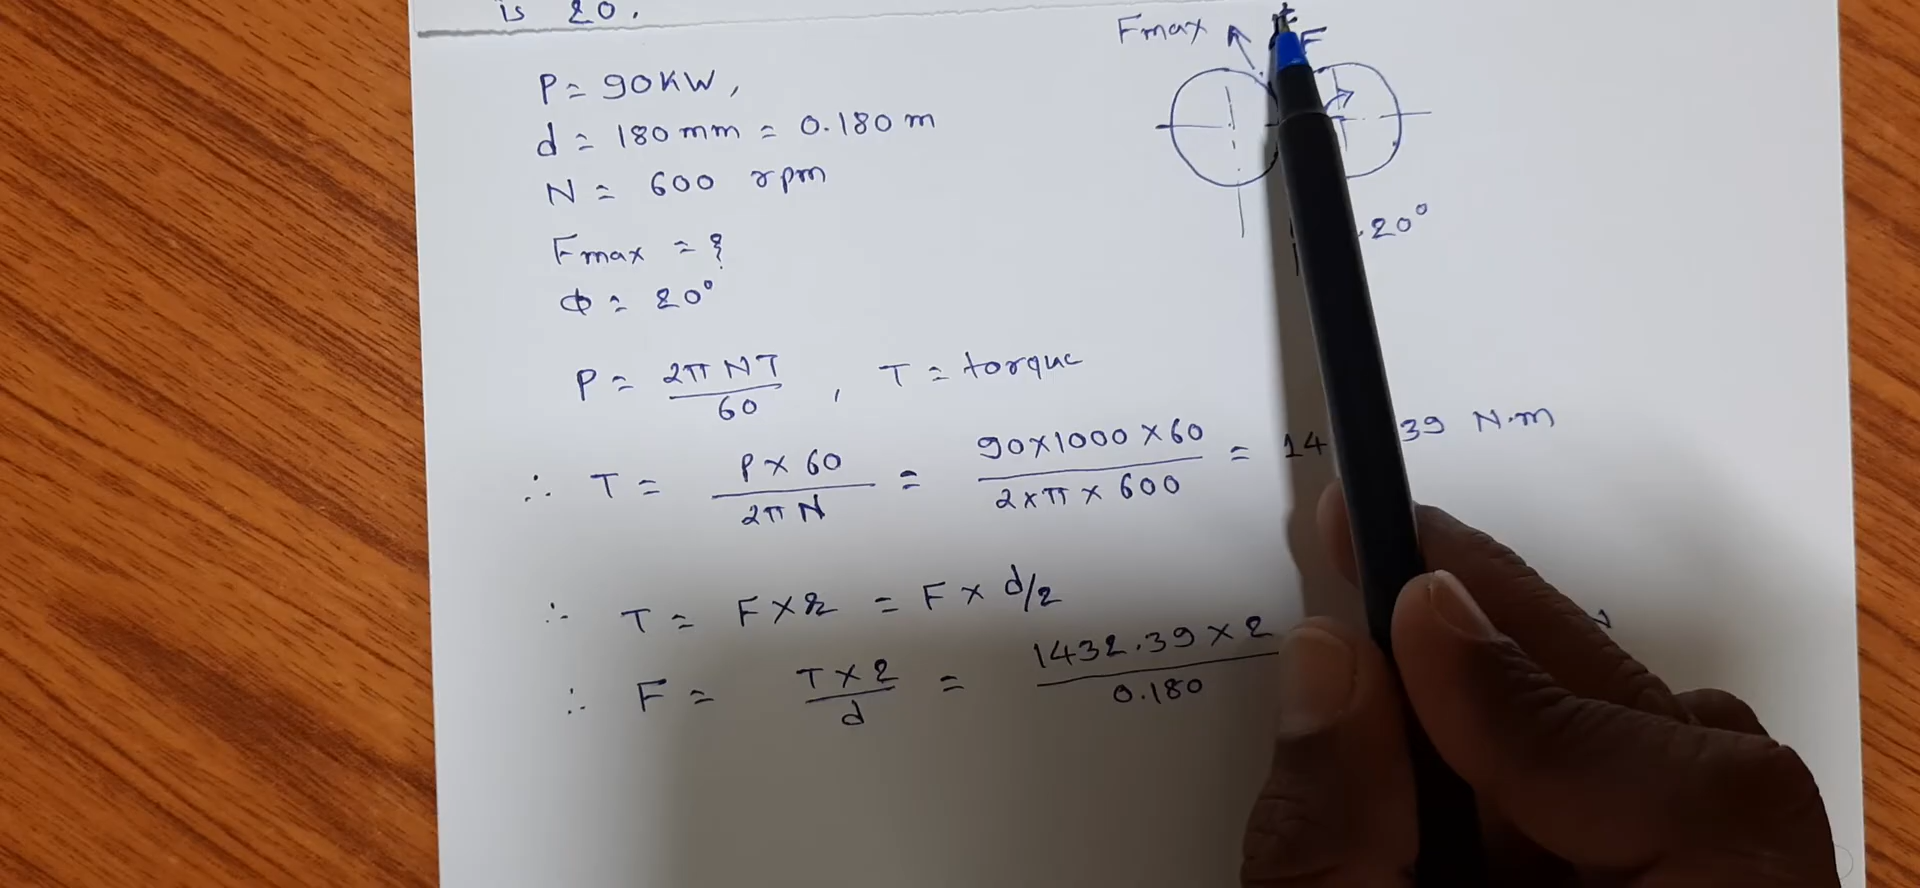 is 20.
Fmax F
P = 90KW,
d = 180 mm = 0.180 m
N = 600 rpm
20°
Fmax = ?
Φ = 20°
P = 2π NT / 60 , T = torque
∴ T = P × 60 / 2π N = 90×1000 × 60 / 2 × π × 600 = 14 39 N.m
∴ T = F × r = F × d/2
∴ F = T × 2 / d = 1432.39 × 2 / 0.180